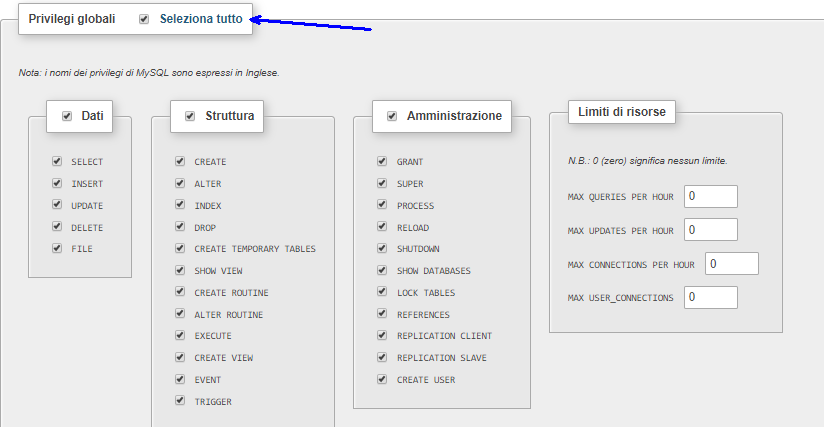 Privilegi globali Seleziona tutto
Nota: i nomi dei privilegi di MySQL sono espressi in Inglese.
Dati
SELECT
INSERT
UPDATE
DELETE
FILE
Struttura
CREATE
ALTER
INDEX
DROP
CREATE TEMPORARY TABLES
SHOW VIEW
CREATE ROUTINE
ALTER ROUTINE
EXECUTE
CREATE VIEW
EVENT
TRIGGER
Amministrazione
GRANT
SUPER
PROCESS
RELOAD
SHUTDOWN
SHOW DATABASES
LOCK TABLES
REFERENCES
REPLICATION CLIENT
REPLICATION SLAVE
CREATE USER
Limiti di risorse
N.B.: 0 (zero) significa nessun limite.
MAX QUERIES PER HOUR 0
MAX UPDATES PER HOUR 0
MAX CONNECTIONS PER HOUR 0
MAX USER_CONNECTIONS 0